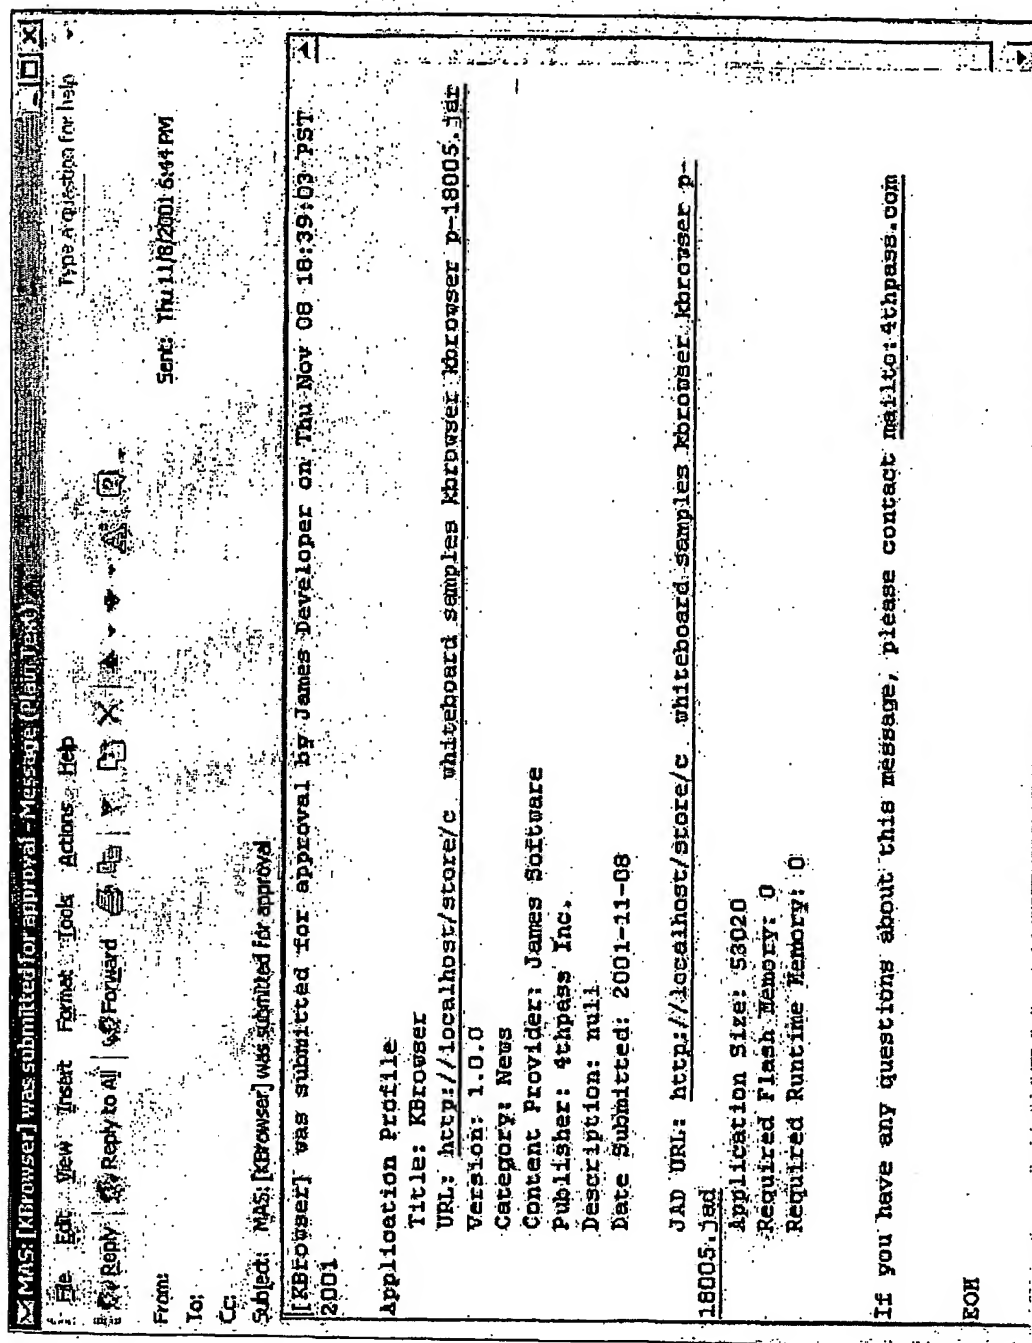 MAS: [KBrowser] was submitted for approval - Message (Plain Text)
File Edit View Insert Format Tools Actions Help
Type a question for help
Reply Reply to All Forward
From:
Sent: Thu 11/8/2001 6:44 PM
To:
Cc:
Subject: MAS: [KBrowser] was submitted for approval
[KBrowser] was submitted for approval by James Developer on Thu Nov 08 18:39:03 PST
2001
Application Profile
Title: KBrowser
URL: http://localhost/store/c whiteboard samples kbrowser kbrowser p-18005.jar
Version: 1.0.0
Category: News
Content Provider: James Software
Publisher: 4thpass Inc.
Description: null
Date Submitted: 2001-11-08
JAD URL: http://localhost/store/c whiteboard samples kbrowser kbrowser p-
18005.jad
Application Size: 53020
Required Flash Memory: 0
Required Runtime Memory: 0
If you have any questions about this message, please contact mailto:4thpass.com
EOM